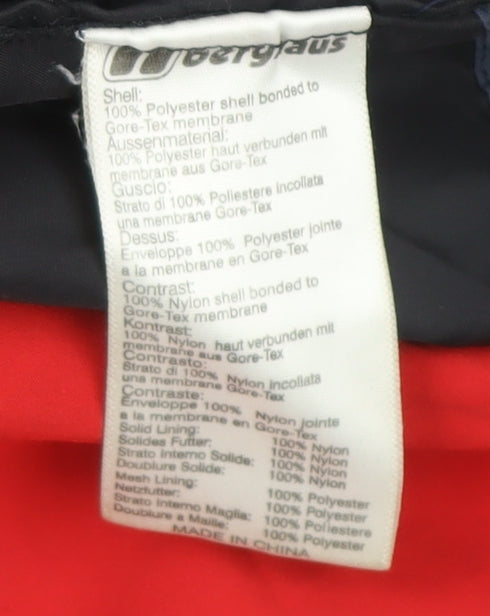 Berghaus
Shell:
100% Polyester shell bonded to
Gore-Tex membrane
Aussenmaterial:
100% Polyester haut verbunden mit
membrane aus Gore-Tex
Guscio:
Strato di 100% Poliestere incollata
una membrane Gore-Tex
Dessus:
Enveloppe 100% Polyester jointe
a la membrane en Gore-Tex
Contrast:
100% Nylon shell bonded to
Gore-Tex membrane
Kontrast:
100% Nylon haut verbunden mit
membrane aus Gore-Tex
Contrasto:
Strato di 100% Nylon incollata
una membrane Gore-Tex
Contraste:
Enveloppe 100% Nylon jointe
a la membrane en Gore-Tex
Solid Lining: 100% Nylon
Solides Futter: 100% Nylon
Strato Interno Solide: 100% Nylon
Doublure Solide: 100% Nylon
Mesh Lining: 100% Polyester
Netzfutter: 100% Polyester
Strato Interno Maglia: 100% Poliestere
Doublure a Maille: 100% Polyester
MADE IN CHINA